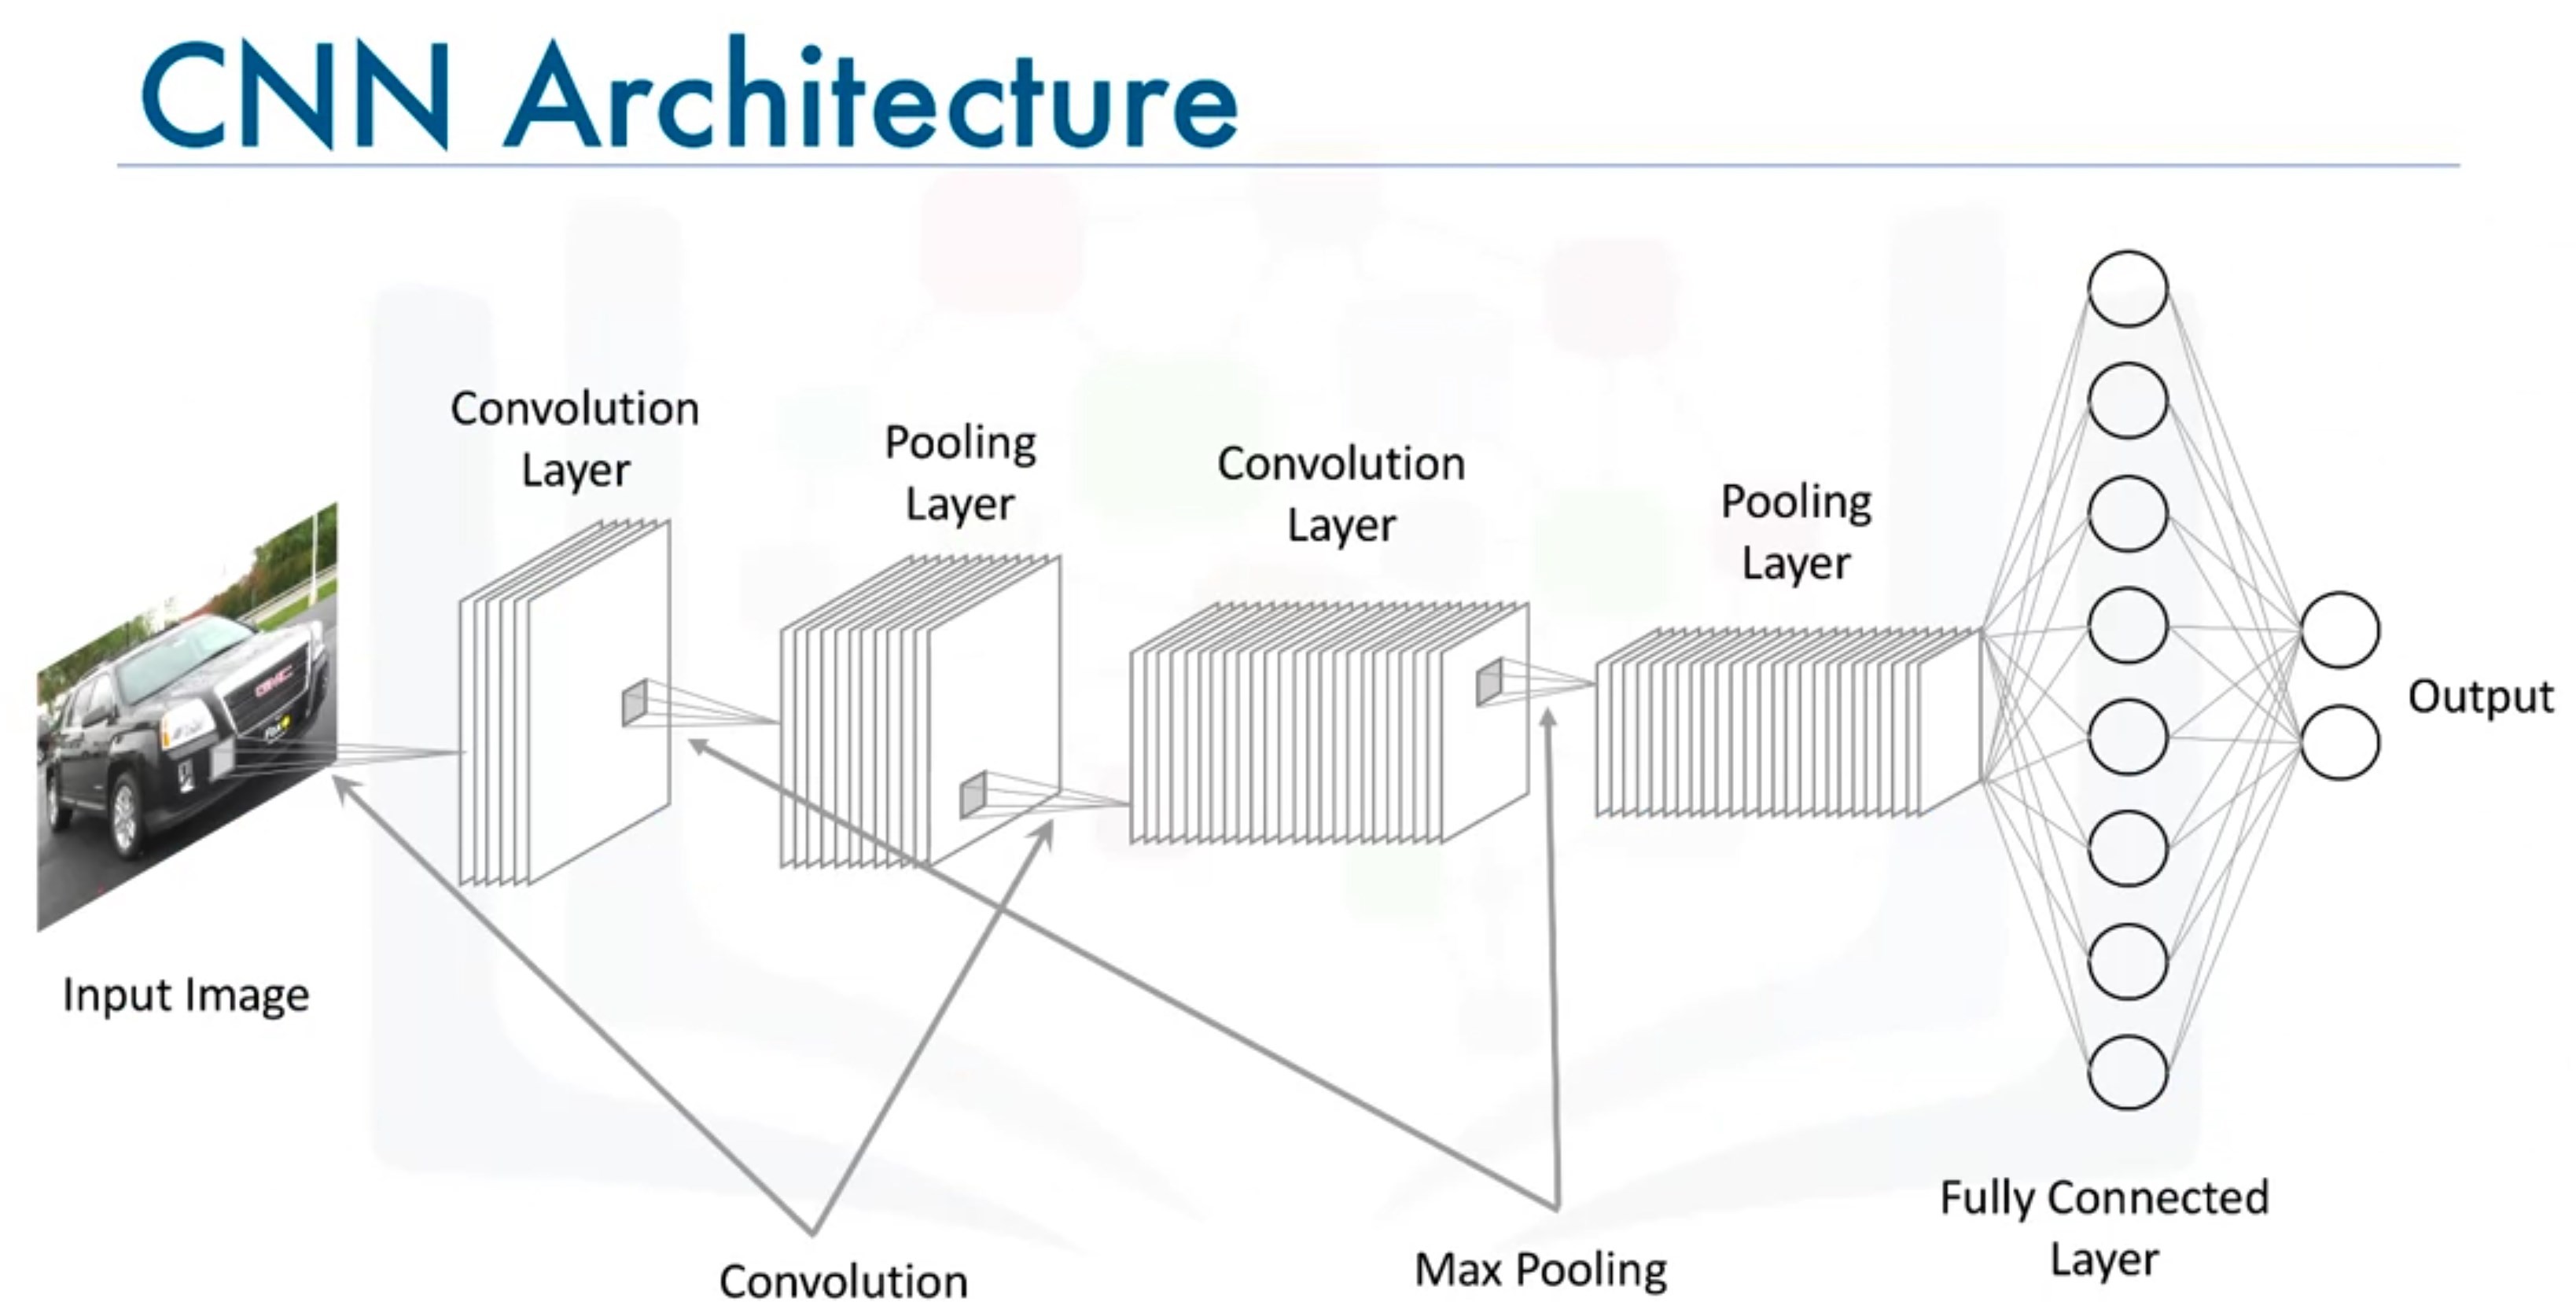 CNN Architecture
Convolution
Layer
Pooling
Layer
Convolution
Layer
Pooling
Layer
GMC
Input Image
Output
Convolution
Max Pooling
Fully Connected
Layer